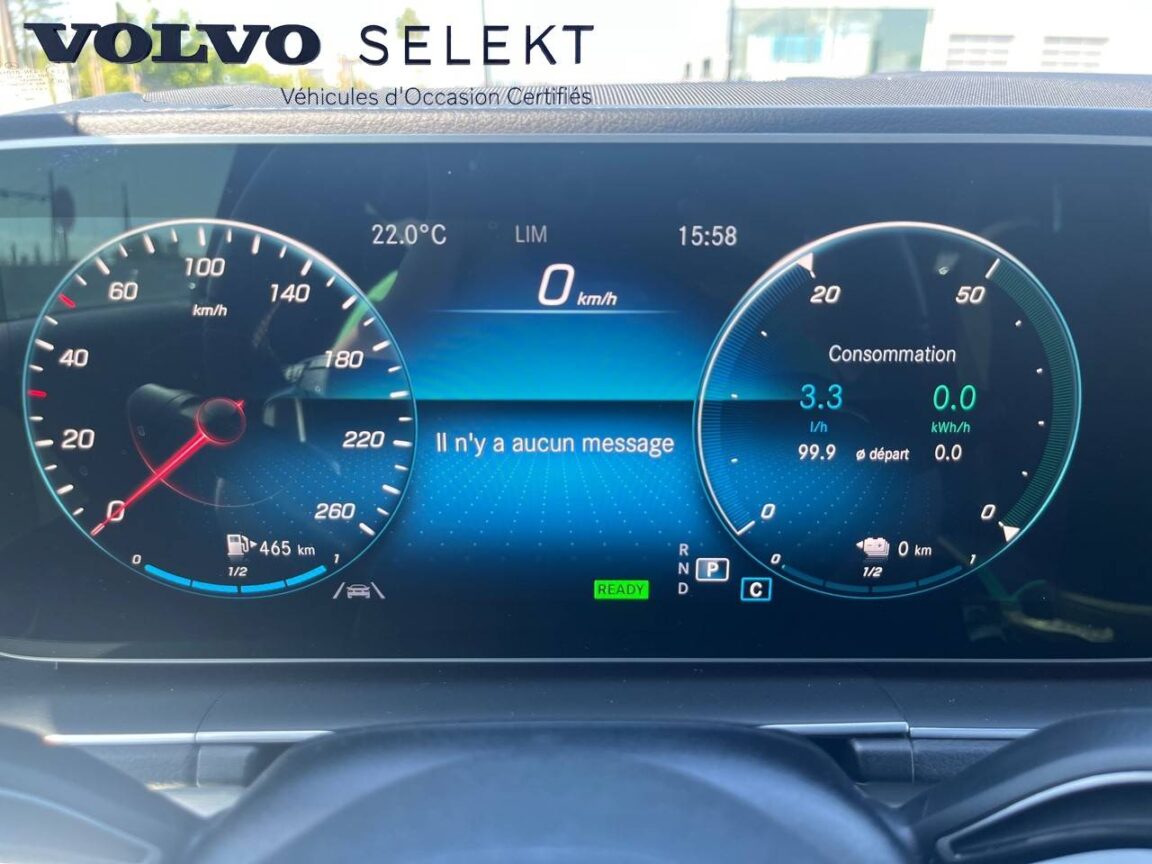 VOLVO SELEKT
Véhicules d'Occasion Certifiés
22.0°C LIM 15:58
0 km/h
0 20 40 60 100 140 180 220 260
km/h
465 km
0 1/2 1
Il n'y a aucun message
READY
R
N P
D
C
20 50
Consommation
3.3 0.0
l/h kWh/h
99.9 ø départ 0.0
0 0
0 km
0 1/2 1